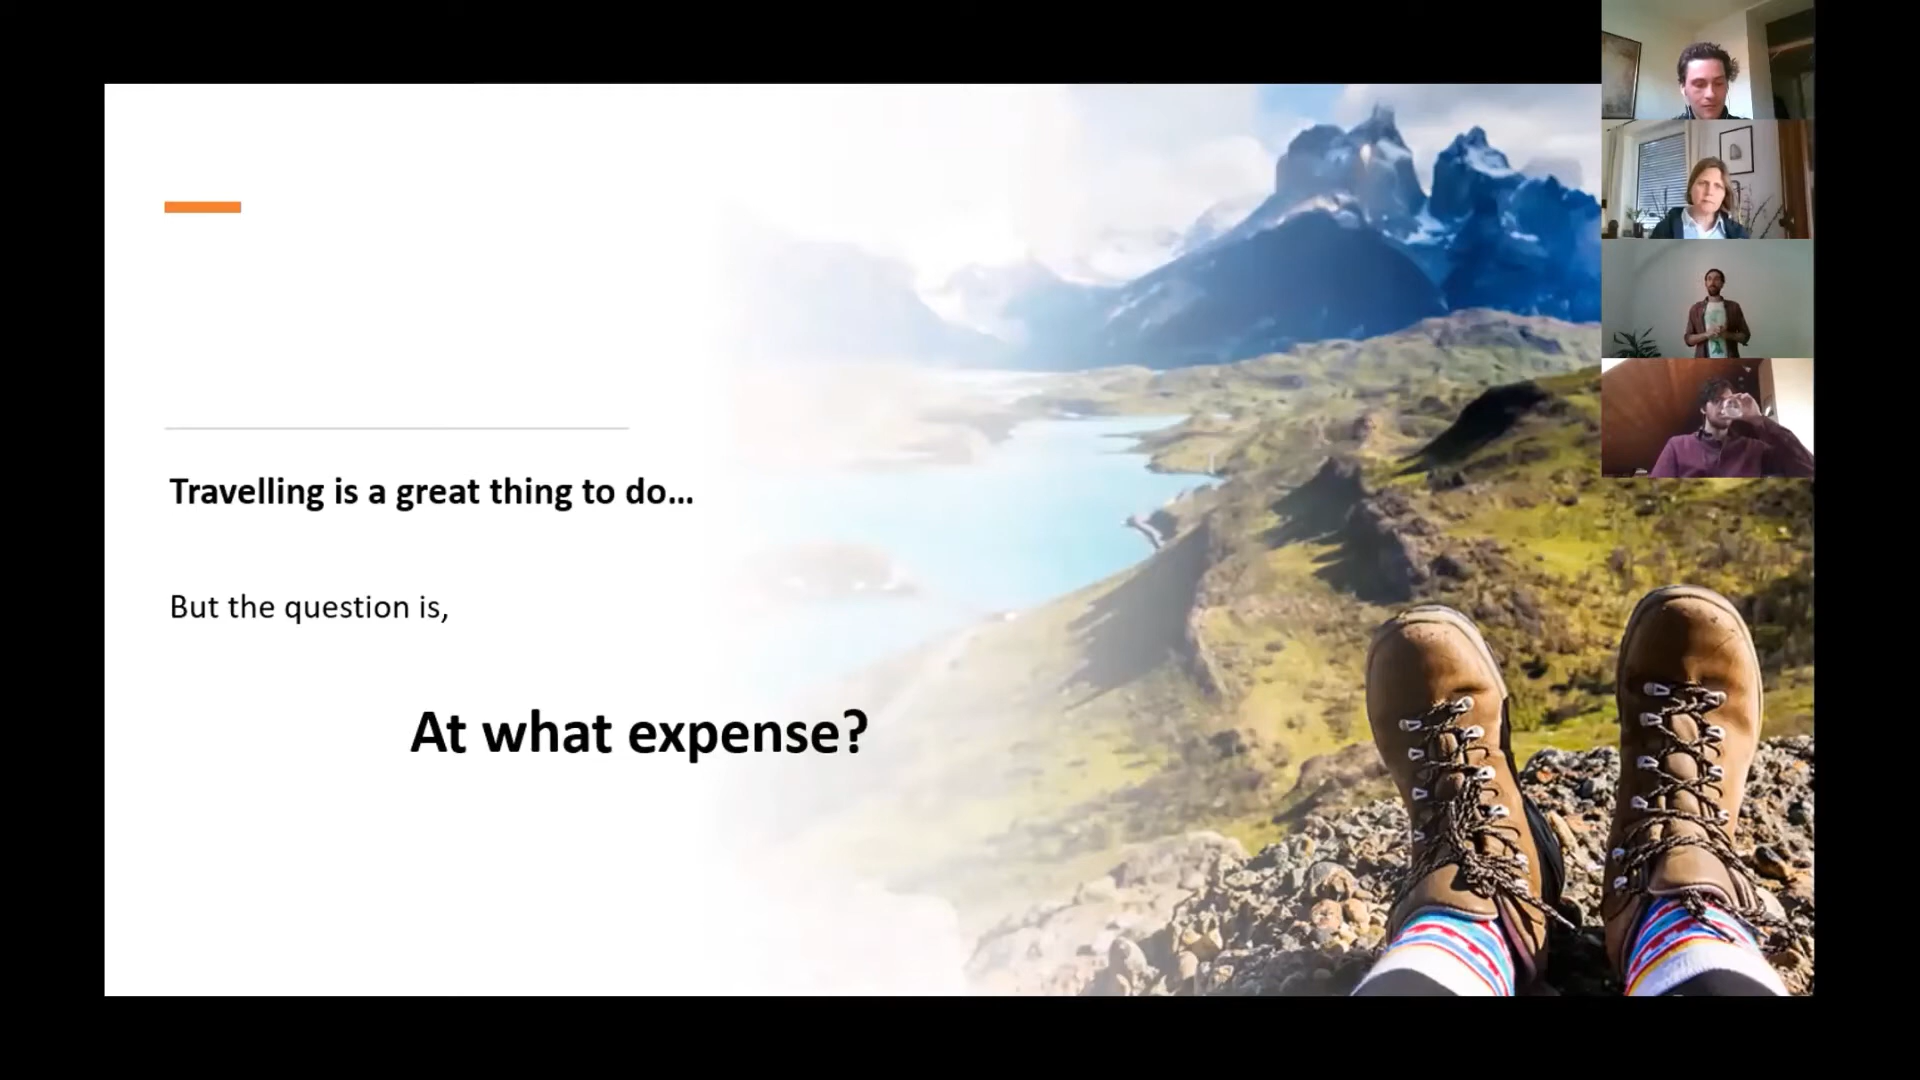 Travelling is a great thing to do...
But the question is,
At what expense?